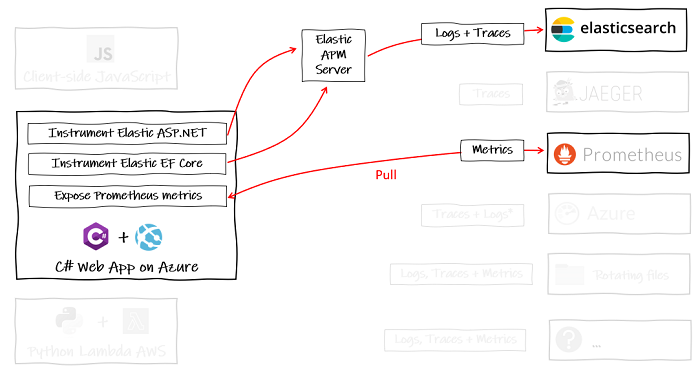 JS
Client-side JavaScript
Instrument Elastic ASP.NET
Instrument Elastic EF Core
Expose Prometheus metrics
C# + 
C# Web App on Azure
+
Python Lambda AWS
Elastic
APM
Server
Pull
Logs + Traces
elasticsearch
Traces
JAEGER
Metrics
Prometheus
Traces + Logs*
Azure
Logs, Traces + Metrics
Rotating files
Logs, Traces + Metrics
? ...